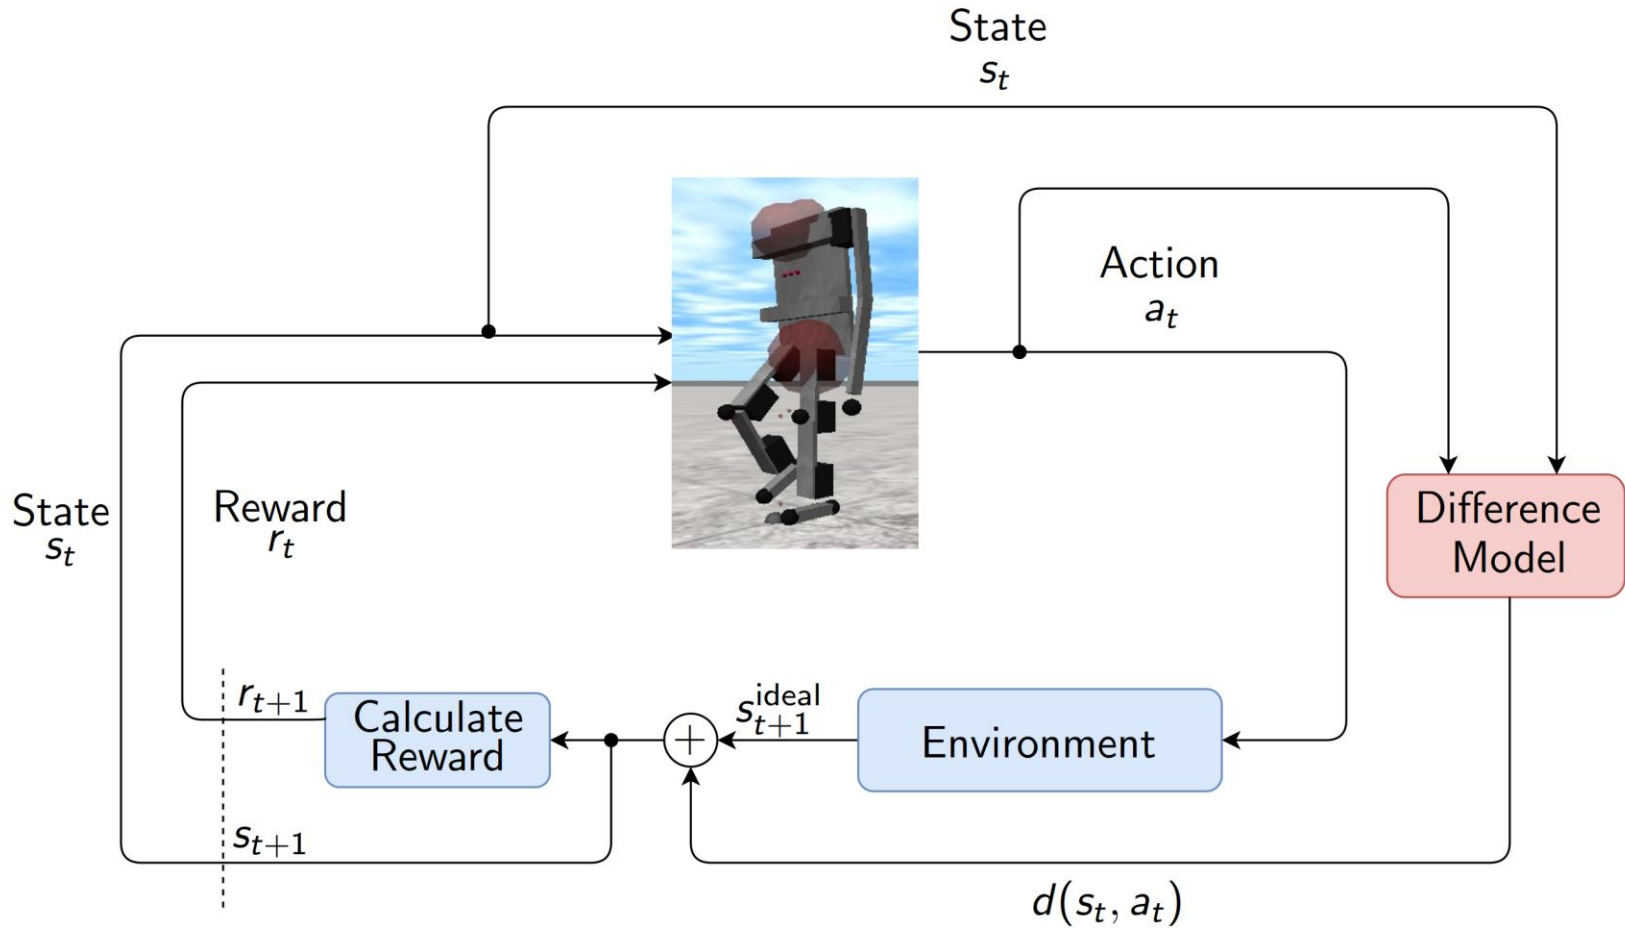 State
s_t
Action
a_t
State
s_t
Reward
r_t
Difference
Model
r_{t+1}
Calculate
Reward
s_{t+1}^{ideal}
+
Environment
s_{t+1}
d(s_t, a_t)